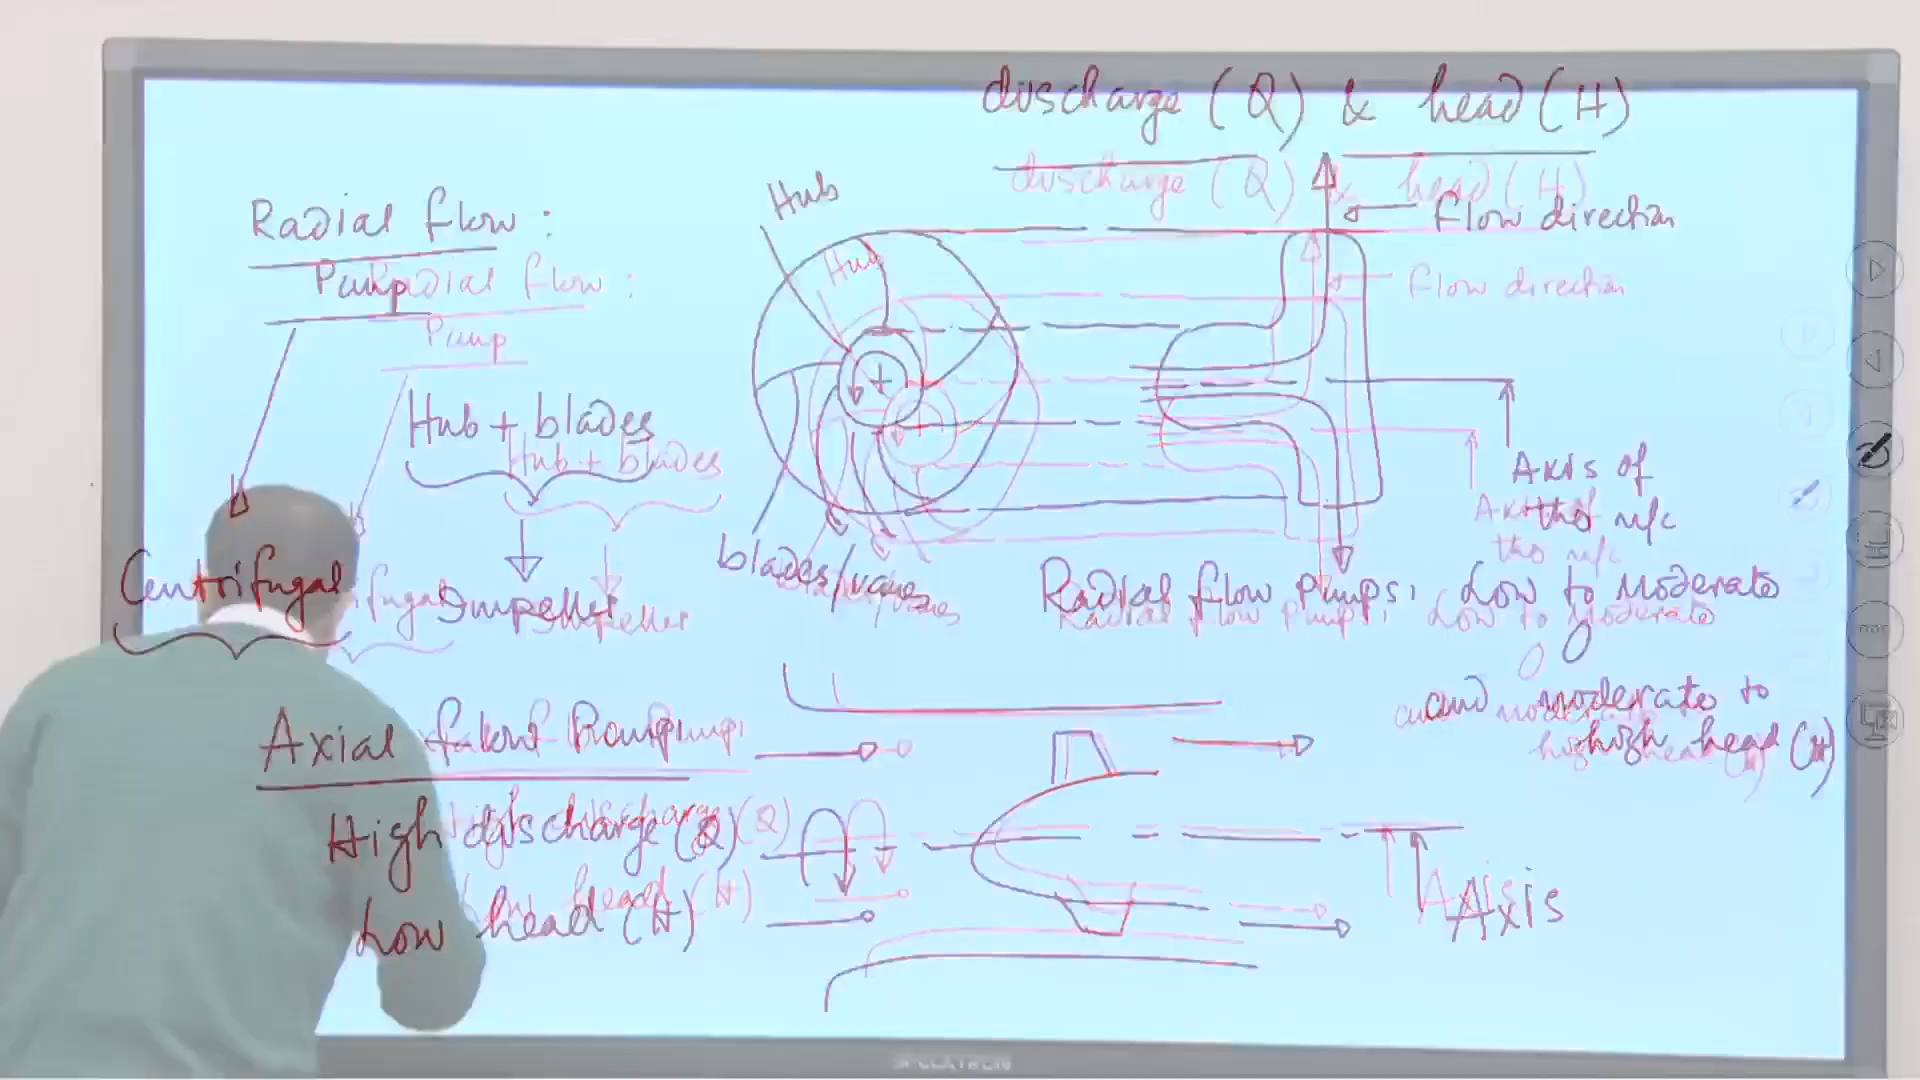 discharge (Q) & head (H)
Hub
Flow direction
Radial flow :
Pump
Hub + blades
Axis of
the m/c
blades/vanes
Centrifugal
Impeller
Radial flow pumps: Low to Moderate
Q
and moderate to
high head (H)
Axial flow Pump:
High discharge (Q)
Low head (H)
Axis